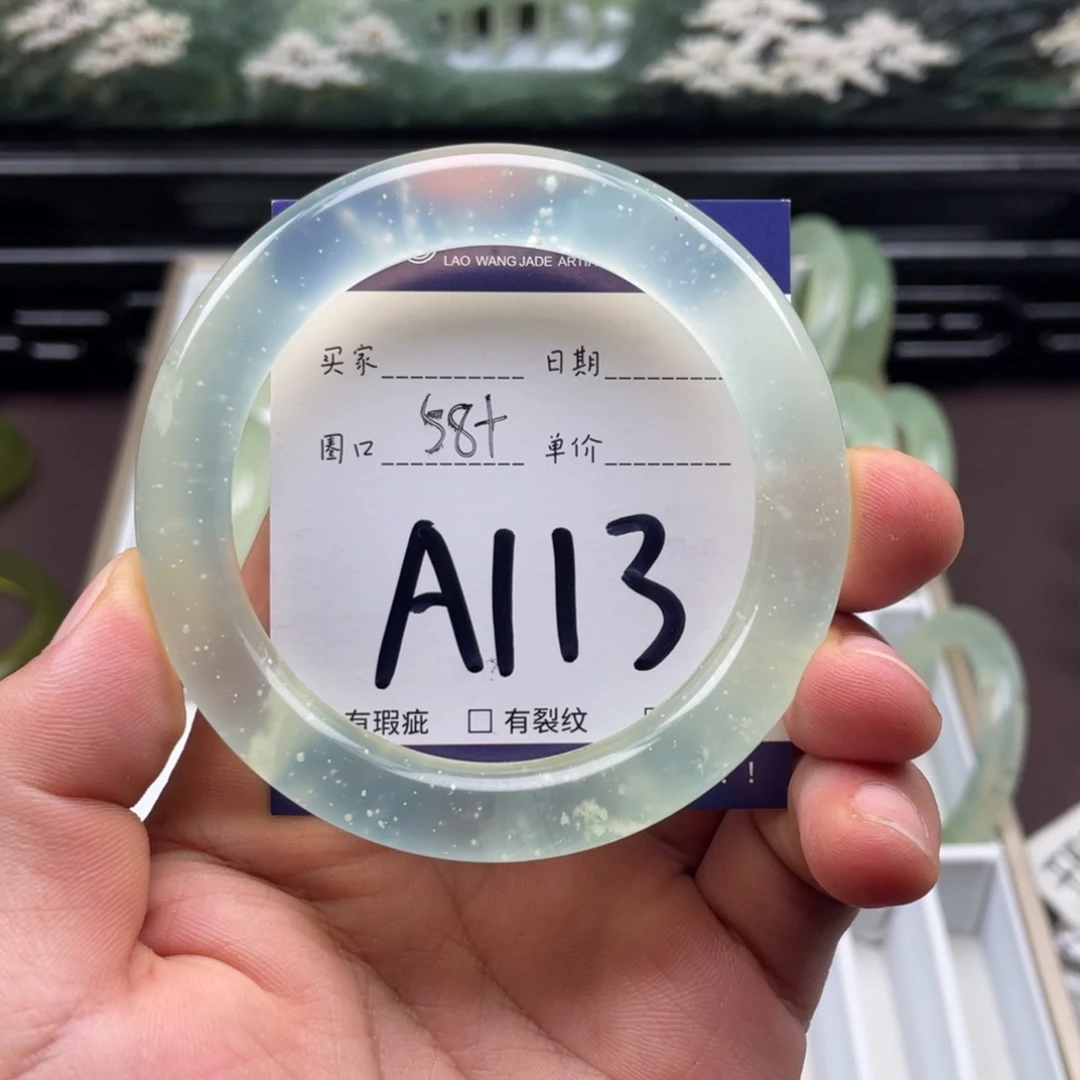 LAO WANG JADE
买家 日期
圈口 58+ 单价
A113
有瑕疵 □ 有裂纹
!